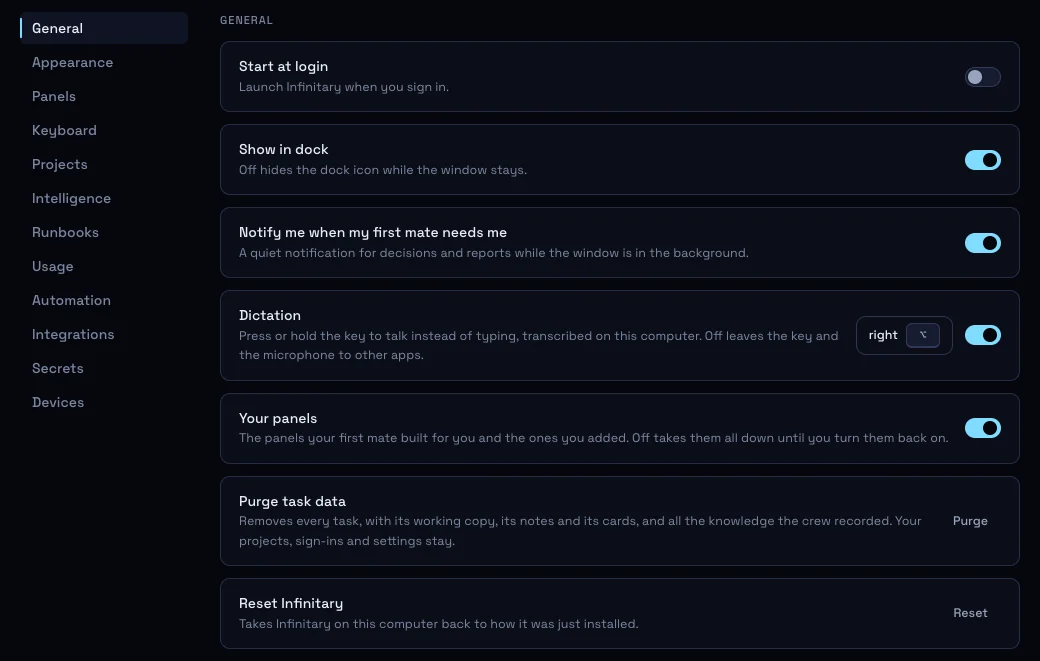 General
Appearance
Panels
Keyboard
Projects
Intelligence
Runbooks
Usage
Automation
Integrations
Secrets
Devices
GENERAL
Start at login
Launch Infinitary when you sign in.
Show in dock
Off hides the dock icon while the window stays.
Notify me when my first mate needs me
A quiet notification for decisions and reports while the window is in the background.
Dictation
Press or hold the key to talk instead of typing, transcribed on this computer. Off leaves the key and
the microphone to other apps.
right ⌥
Your panels
The panels your first mate built for you and the ones you added. Off takes them all down until you turn them back on.
Purge task data
Removes every task, with its working copy, its notes and its cards, and all the knowledge the crew recorded. Your
projects, sign-ins and settings stay.
Purge
Reset Infinitary
Takes Infinitary on this computer back to how it was just installed.
Reset